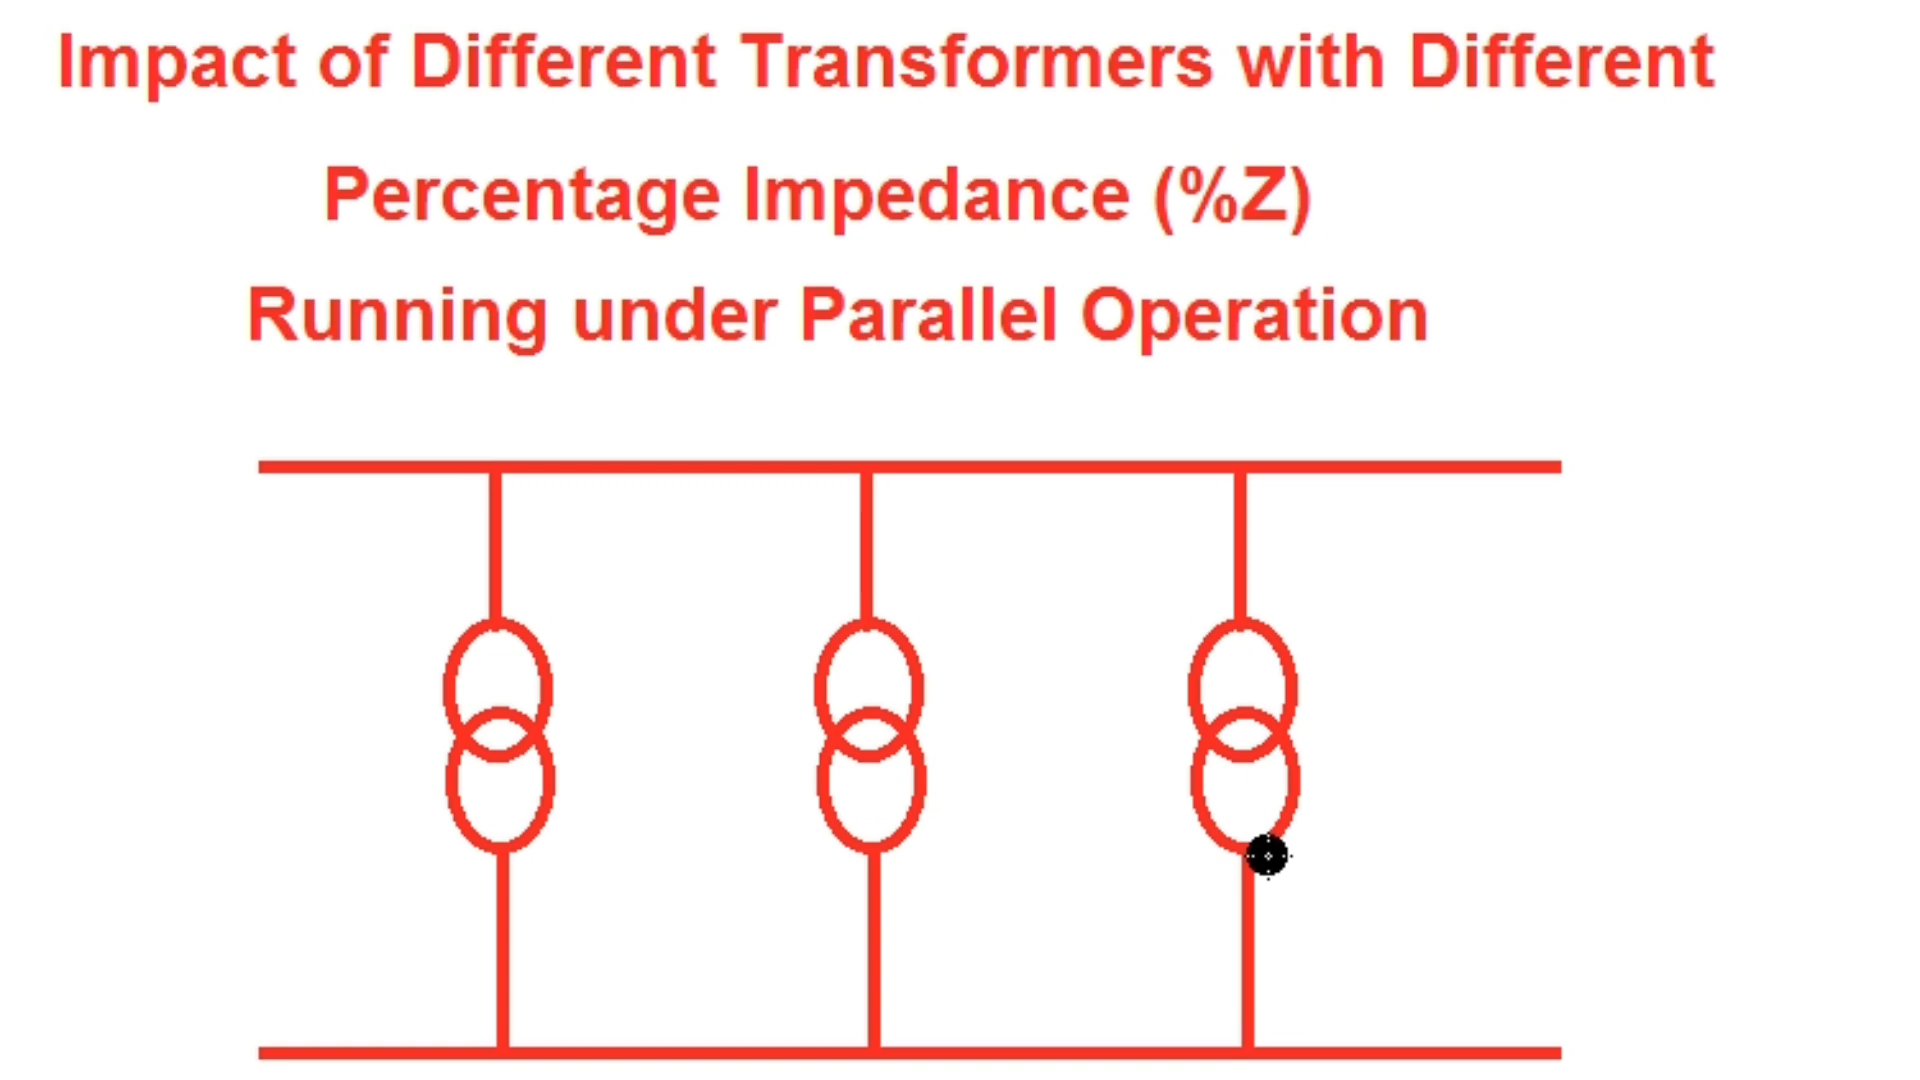 Impact of Different Transformers with Different
Percentage Impedance (%Z)
Running under Parallel Operation